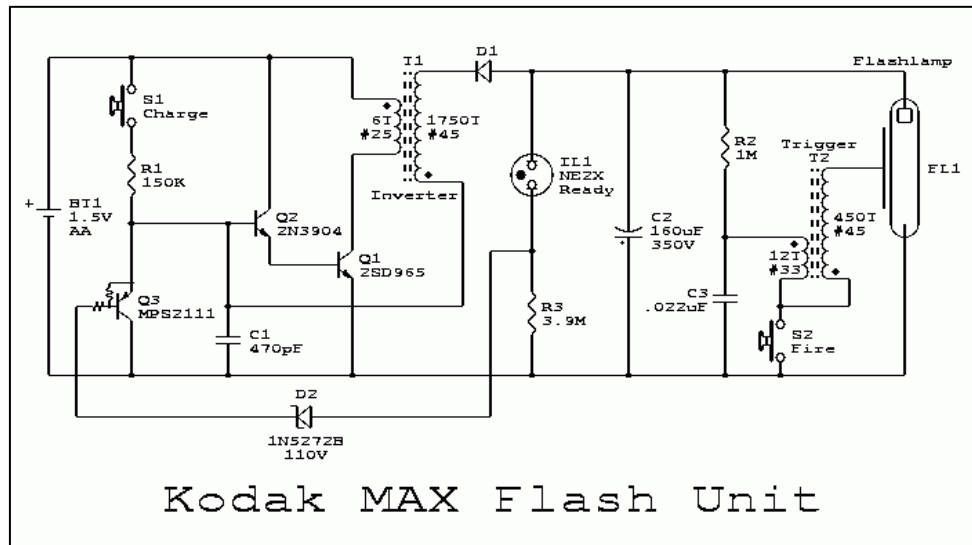 D1
T1
Flashlamp
S1
Charge
6T
#25
1750T
#45
R2
1M
Trigger
T2
IL1
NE2X
Ready
FL1
R1
150K
Inverter
+
BT1
1.5V
AA
Q2
2N3904
C2
160uF
350V
+
450T
#45
12T
#33
Q1
2SD965
Q3
MPS2111
C3
.022uF
R3
3.9M
C1
470pF
S2
Fire
D2
1N5272B
110V
Kodak MAX Flash Unit